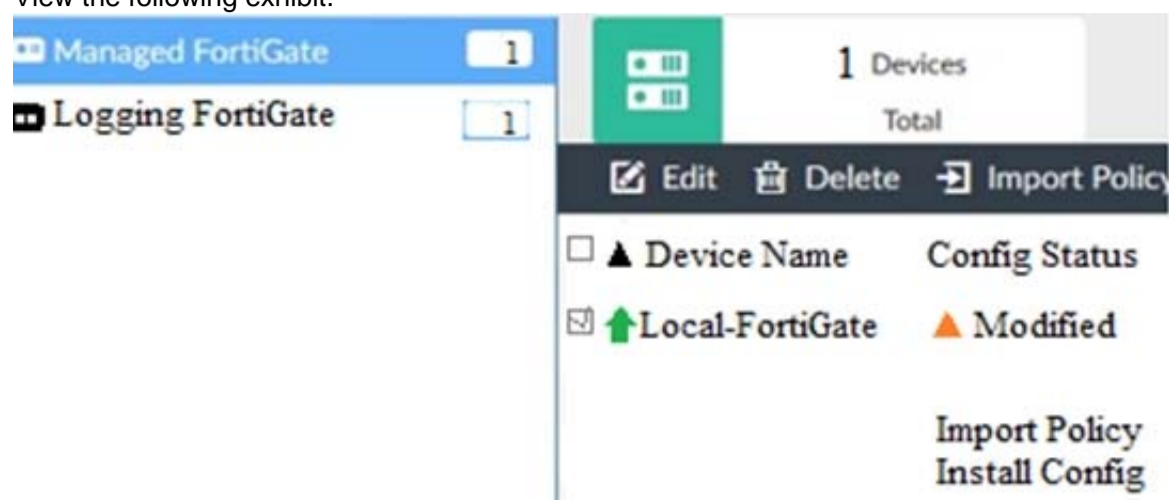 View the following exhibit.
Managed FortiGate 1
Logging FortiGate 1
1 Devices
Total
Edit Delete Import Policy
Device Name Config Status
Local-FortiGate Modified
Import Policy
Install Config